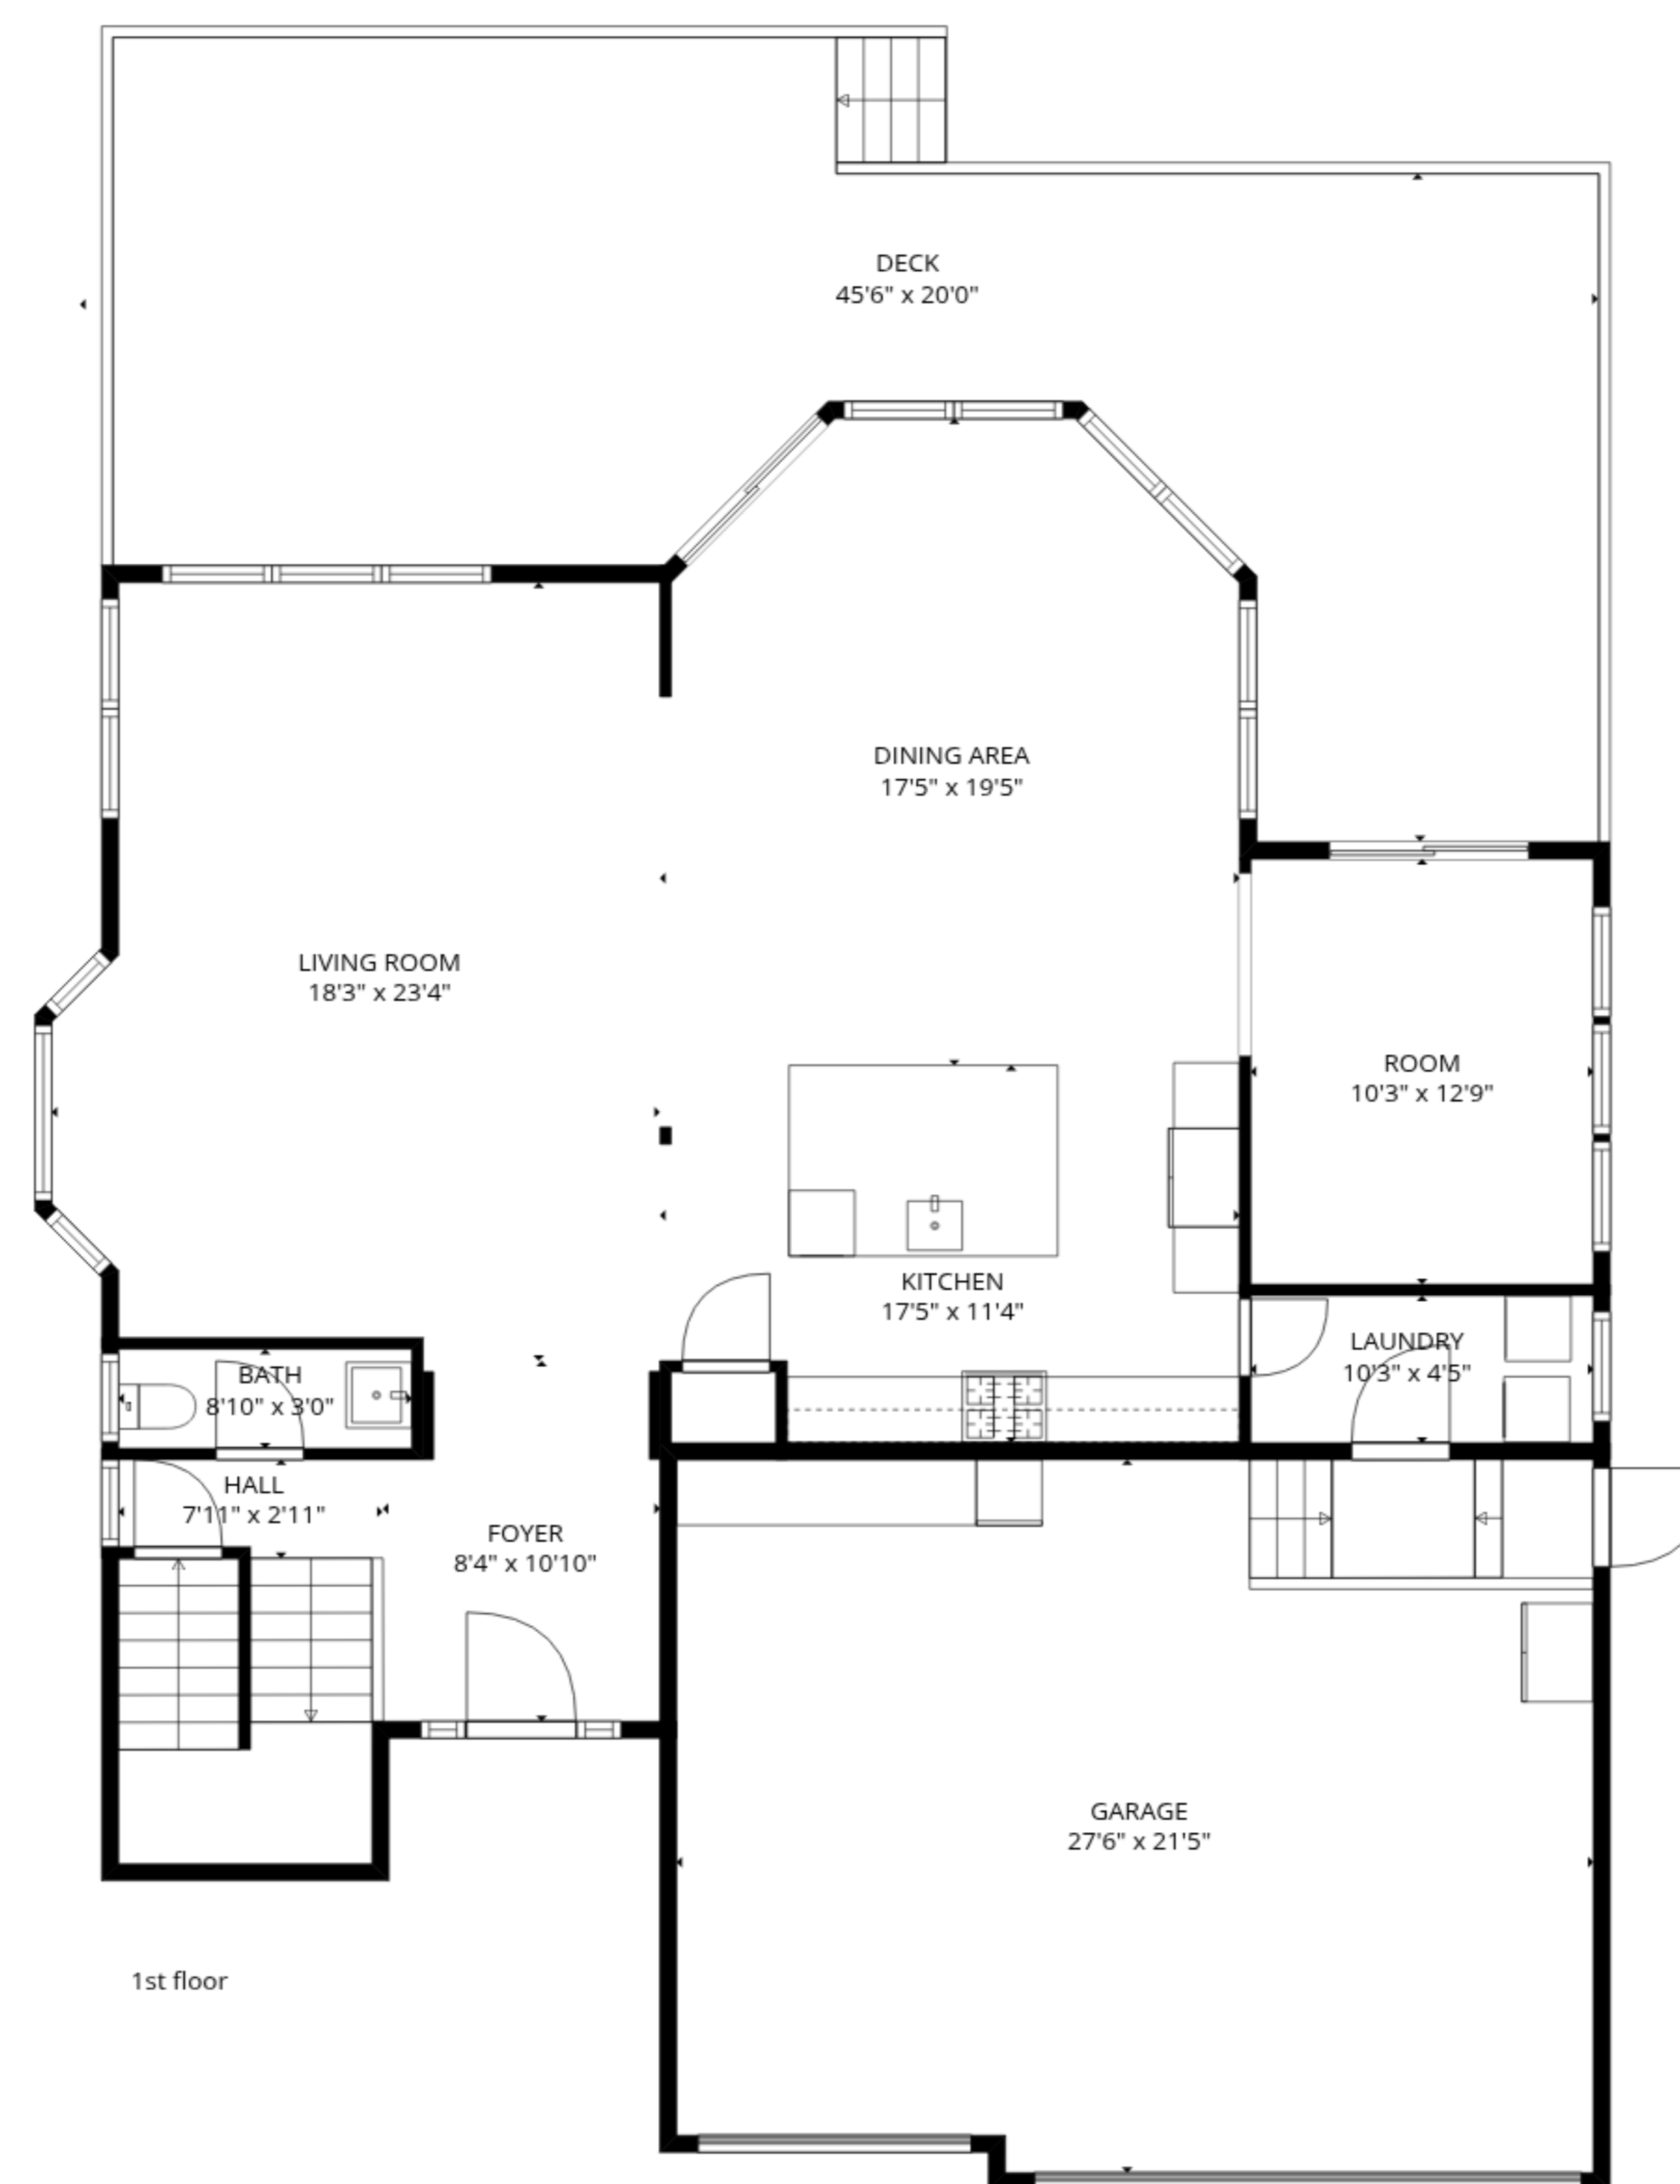 DECK
45'6" x 20'0"
DINING AREA
17'5" x 19'5"
LIVING ROOM
18'3" x 23'4"
ROOM
10'3" x 12'9"
KITCHEN
17'5" x 11'4"
LAUNDRY
10'3" x 4'5"
BATH
8'10" x 3'0"
HALL
7'11" x 2'11"
FOYER
8'4" x 10'10"
GARAGE
27'6" x 21'5"
1st floor